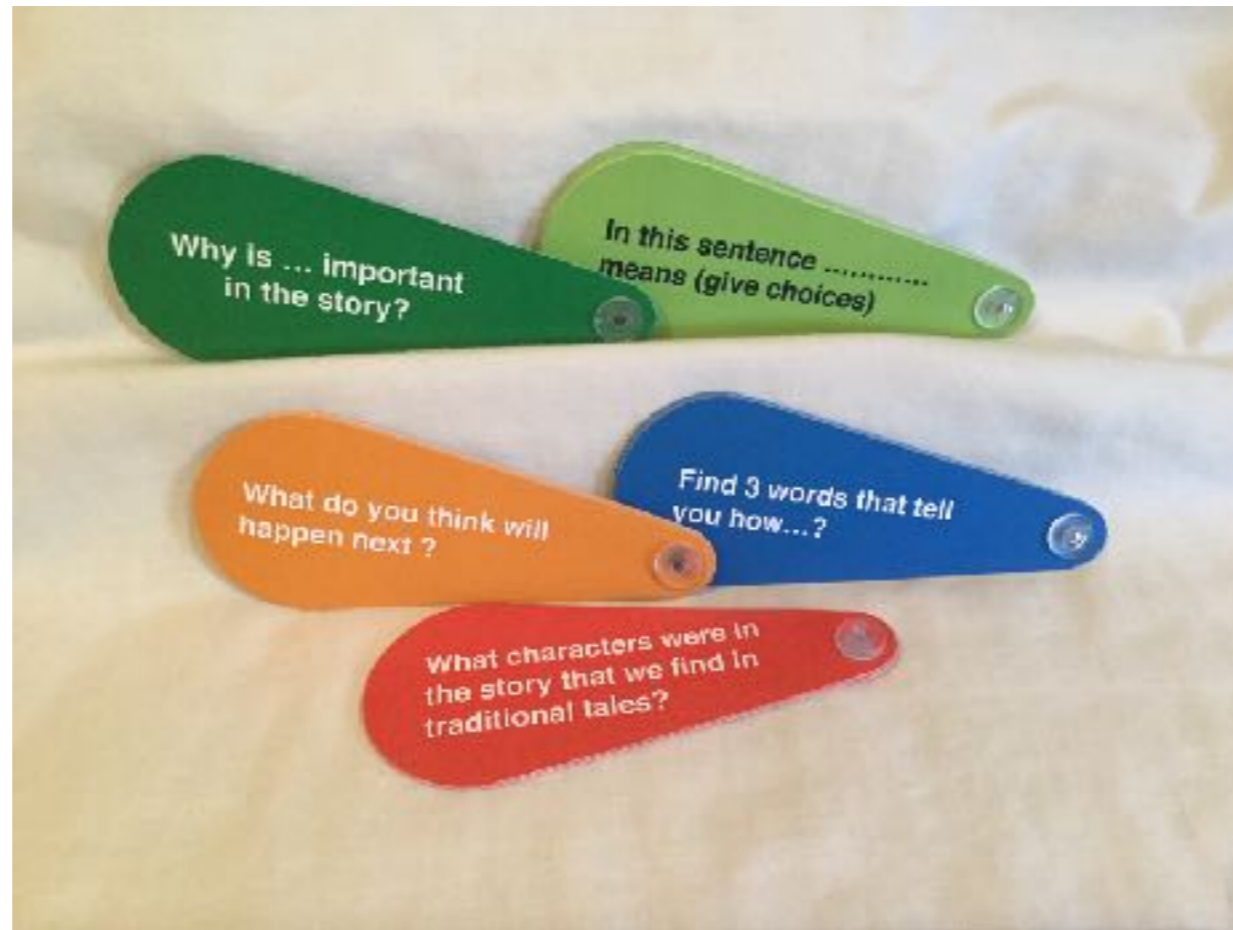 Why is ... important
in the story?
In this sentence ............
means (give choices)
What do you think will
happen next ?
Find 3 words that tell
you how...?
What characters were in
the story that we find in
traditional tales?